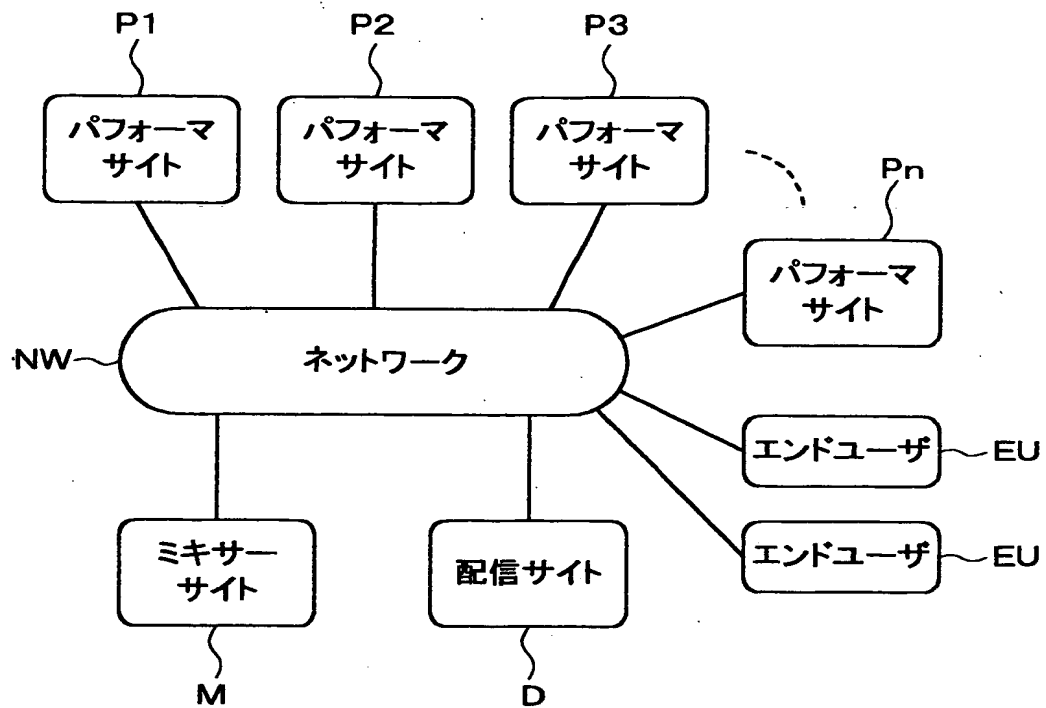 P1
P2
P3
パフォーマ
サイト
パフォーマ
サイト
パフォーマ
サイト
Pn
パフォーマ
サイト
NW
ネットワーク
エンドユーザ
EU
エンドユーザ
EU
ミキサー
サイト
配信サイト
M
D